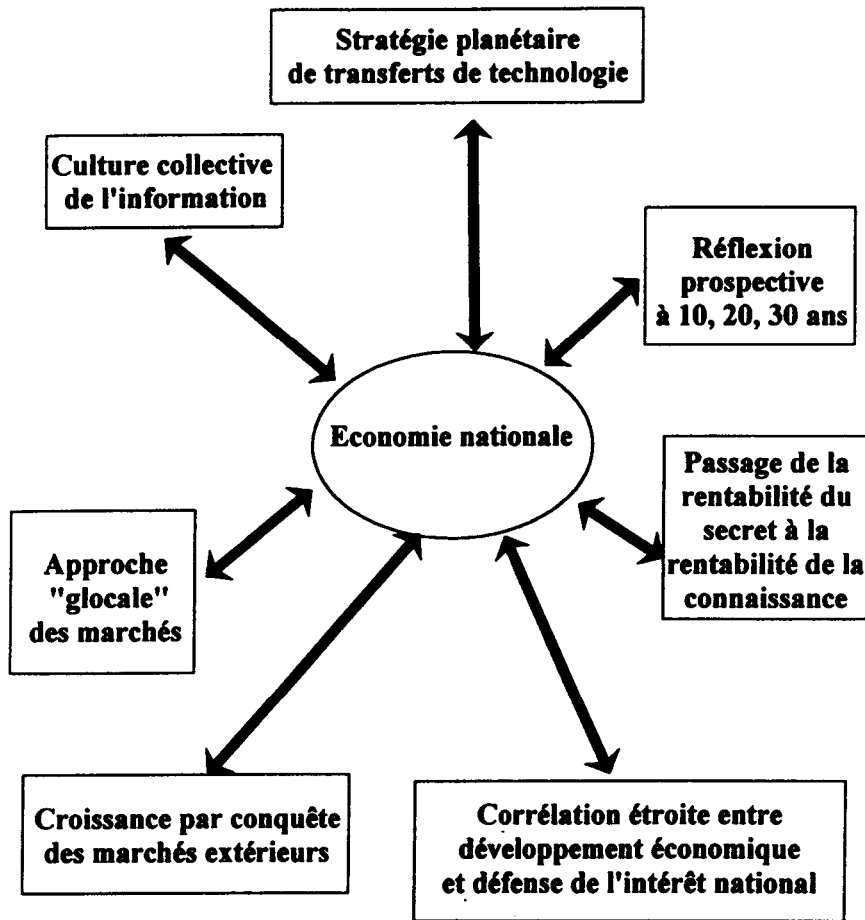 Stratégie planétaire
de transferts de technologie
Culture collective
de l'information
Réflexion
prospective
à 10, 20, 30 ans
Economie nationale
Passage de la
rentabilité du
secret à la
rentabilité de la
connaissance
Approche
"glocale"
des marchés
Croissance par conquête
des marchés extérieurs
Corrélation étroite entre
développement économique
et défense de l'intérêt national